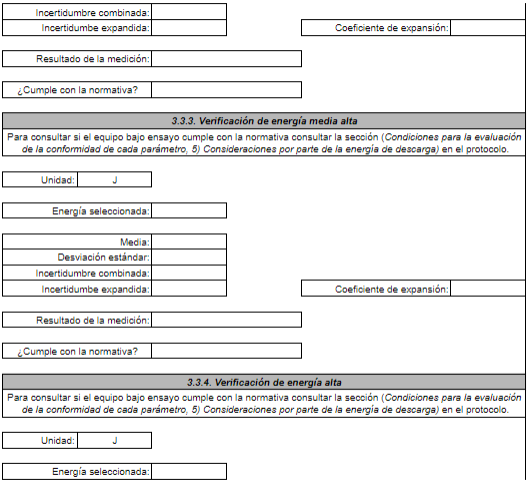 Incertidumbre combinada:
Incertidumbe expandida: Coeficiente de expansión:
Resultado de la medición:
¿Cumple con la normativa?
3.3.3. Verificación de energía media alta
Para consultar si el equipo bajo ensayo cumple con la normativa consultar la sección (Condiciones para la evaluación
de la conformidad de cada parámetro, 5) Consideraciones por parte de la energía de descarga) en el protocolo.
Unidad: J
Energía seleccionada:
Media:
Desviación estándar:
Incertidumbre combinada:
Incertidumbe expandida: Coeficiente de expansión:
Resultado de la medición:
¿Cumple con la normativa?
3.3.4. Verificación de energía alta
Para consultar si el equipo bajo ensayo cumple con la normativa consultar la sección (Condiciones para la evaluación
de la conformidad de cada parámetro, 5) Consideraciones por parte de la energía de descarga) en el protocolo.
Unidad: J
Energía seleccionada: